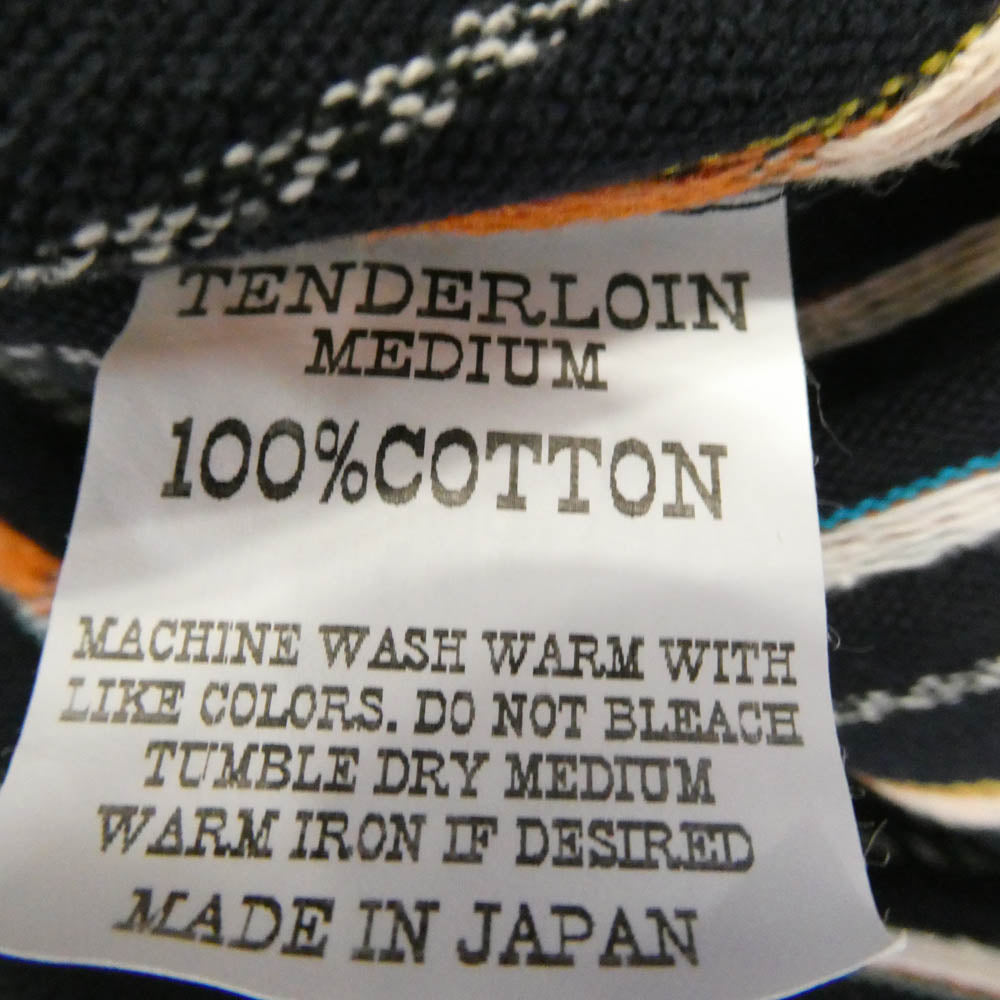 TENDERLOIN
MEDIUM
100%COTTON
MACHINE WASH WARM WITH
LIKE COLORS. DO NOT BLEACH
TUMBLE DRY MEDIUM
WARM IRON IF DESIRED
MADE IN JAPAN